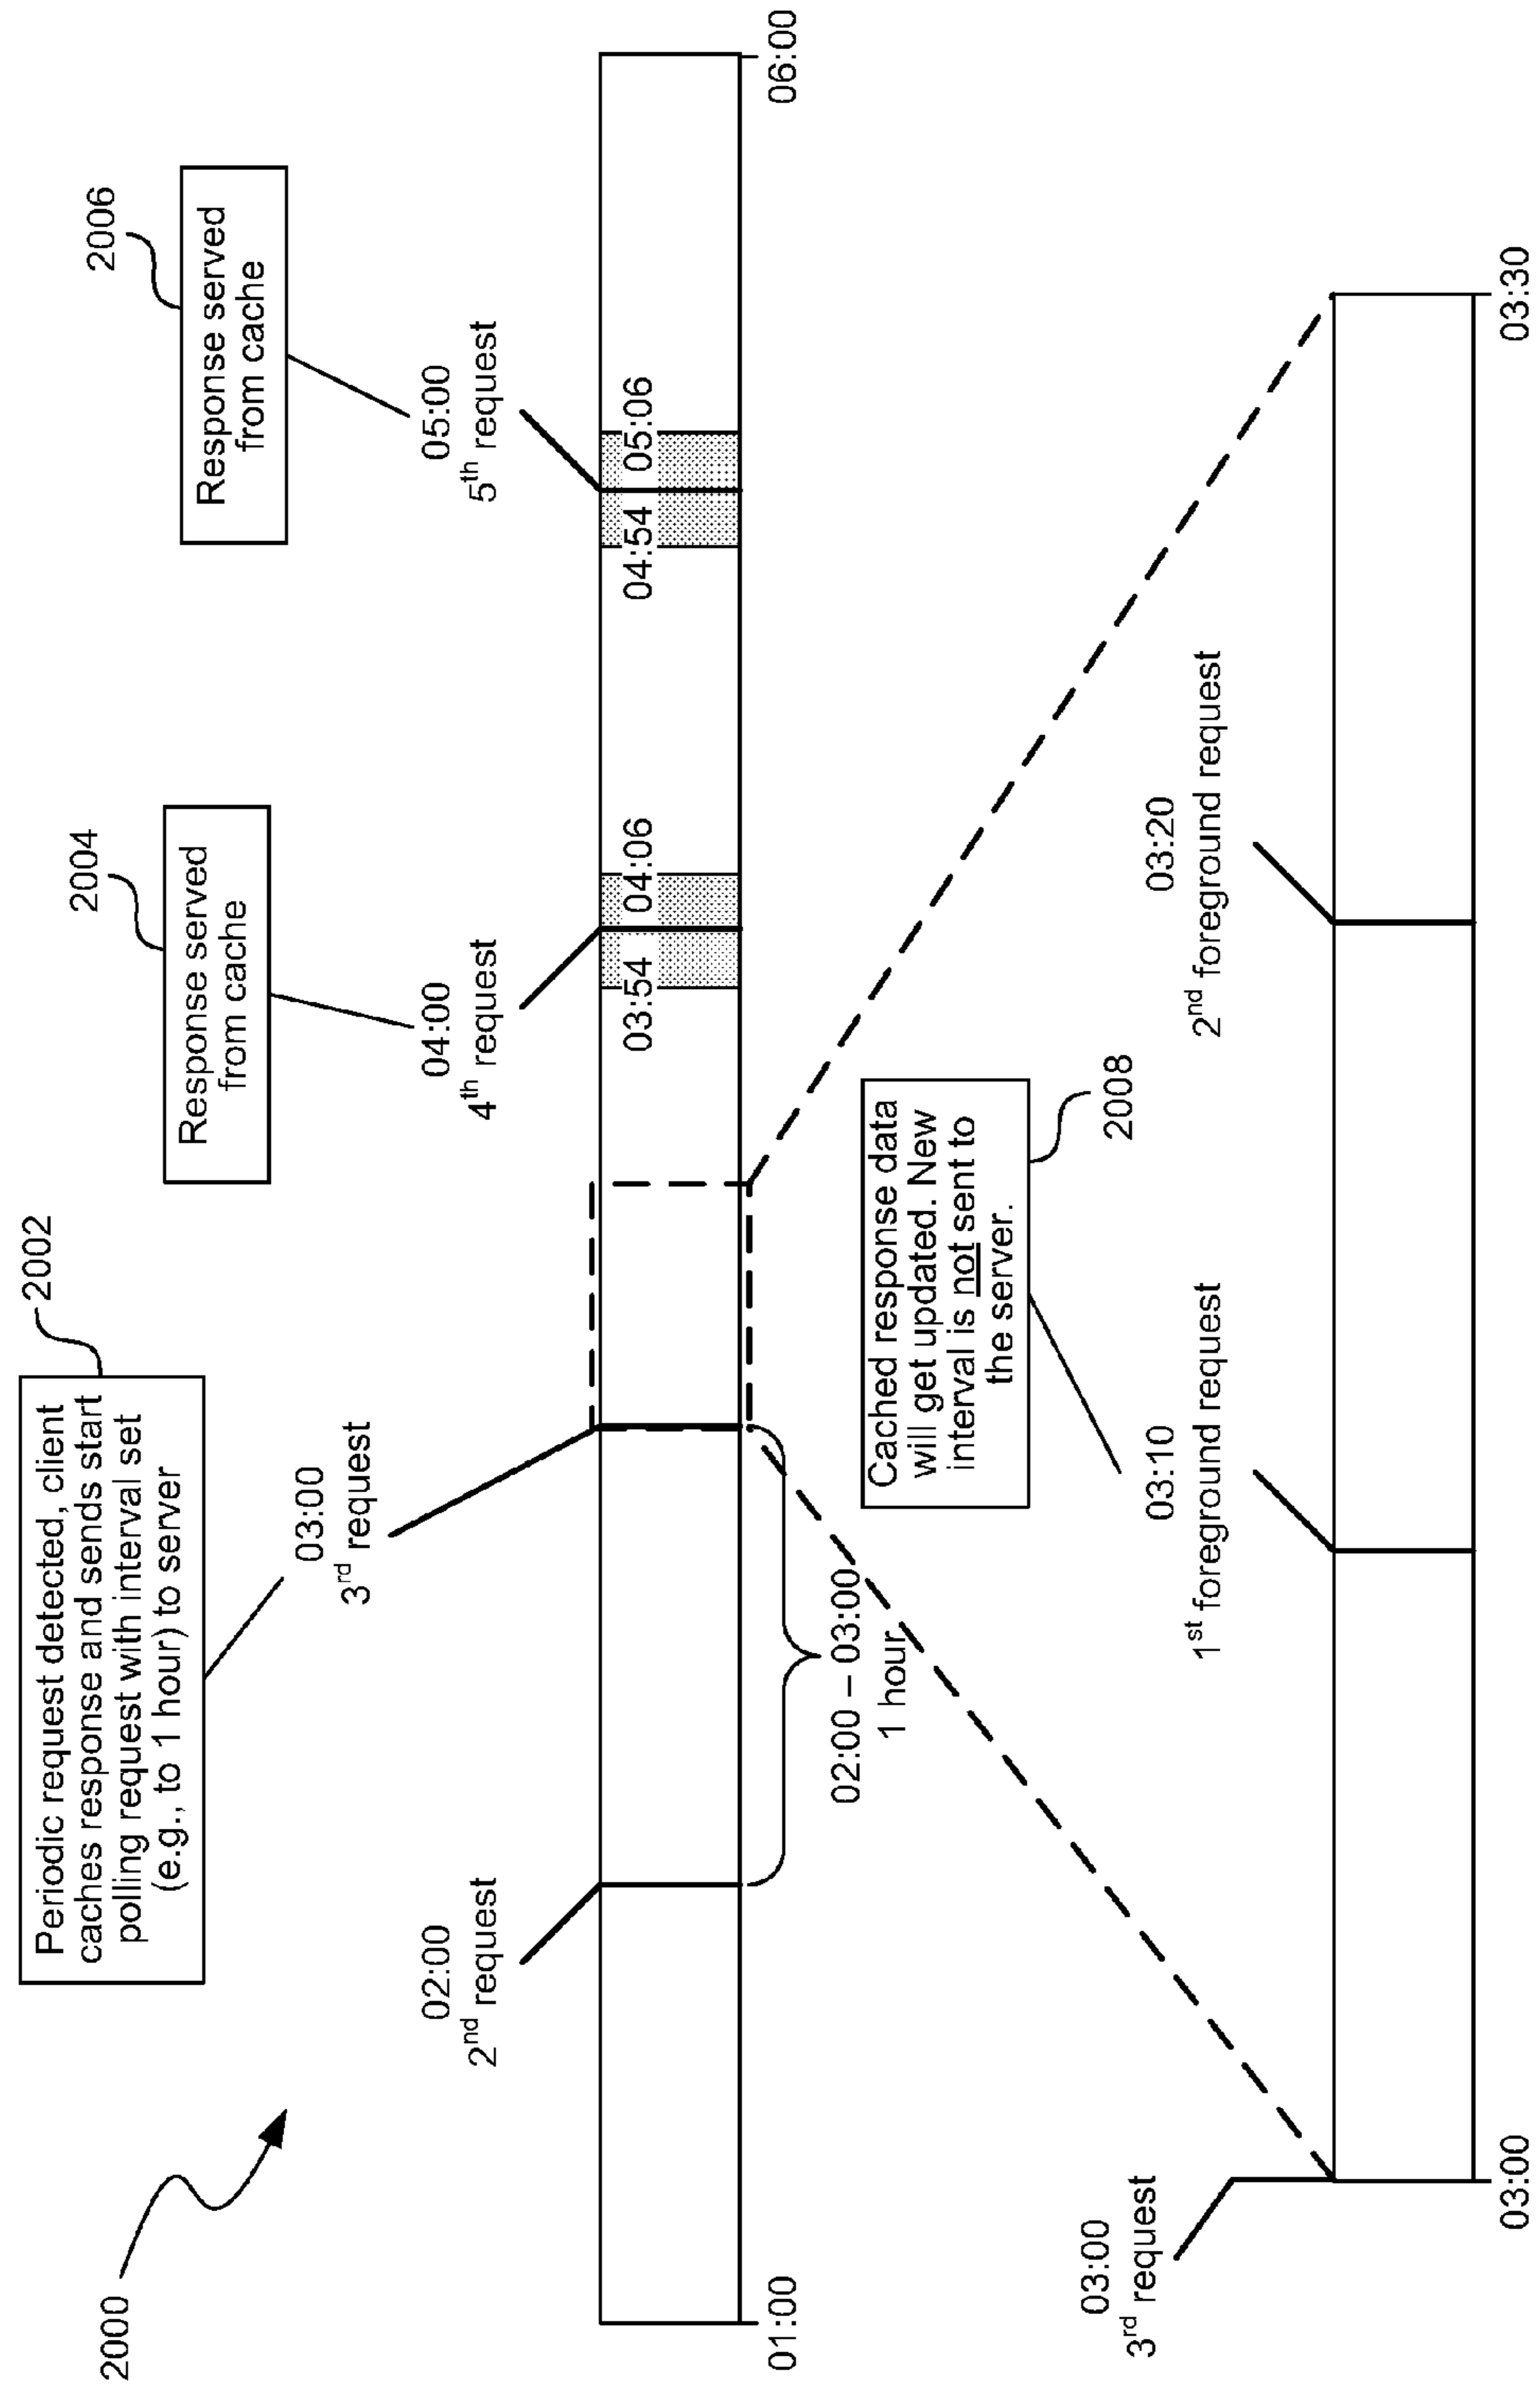 2000
Periodic request detected, client
caches response and sends start
polling request with interval set
(e.g., to 1 hour) to server
2002
Response served
from cache
2004
Response served
from cache
2006
02:00
2nd request
03:00
3rd request
04:00
4th request
05:00
5th request
03:54
04:06
04:54
05:06
01:00
06:00
02:00 – 03:00
1 hour
Cached response data
will get updated. New
interval is not sent to
the server.
2008
03:00
3rd request
03:10
1st foreground request
03:20
2nd foreground request
03:00
03:30